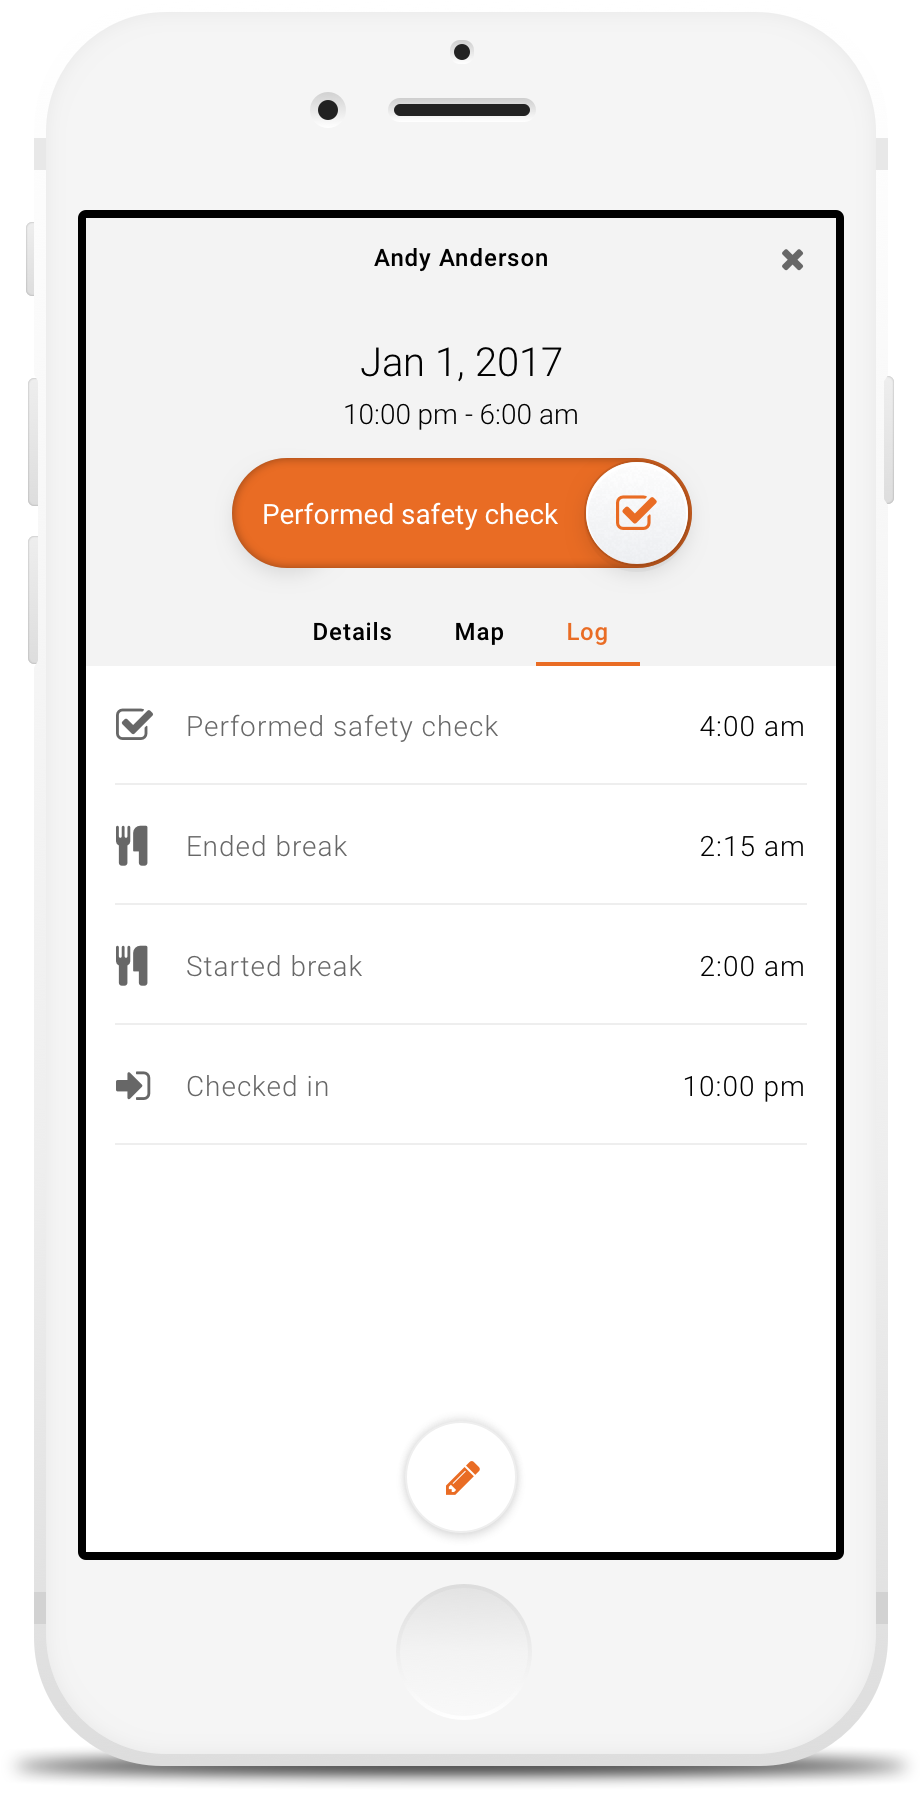 Andy Anderson
Jan 1, 2017
10:00 pm - 6:00 am
Performed safety check
Details Map Log
Performed safety check 4:00 am
Ended break 2:15 am
Started break 2:00 am
Checked in 10:00 pm